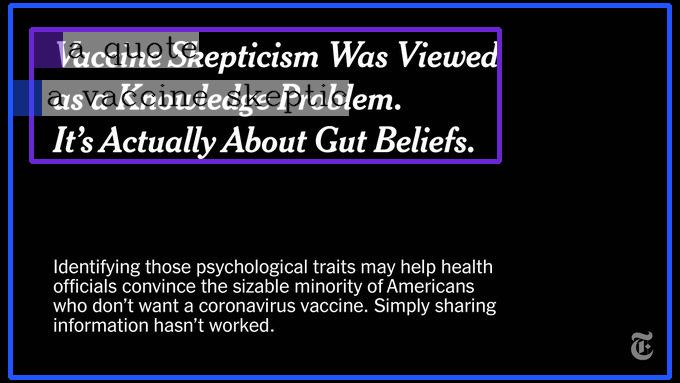 a quote
Vaccine Skepticism Was Viewed
a vaccine skeptic
as a Knowledge Problem.
It's Actually About Gut Beliefs.
Identifying those psychological traits may help health
officials convince the sizable minority of Americans
who don't want a coronavirus vaccine. Simply sharing
information hasn't worked.
T